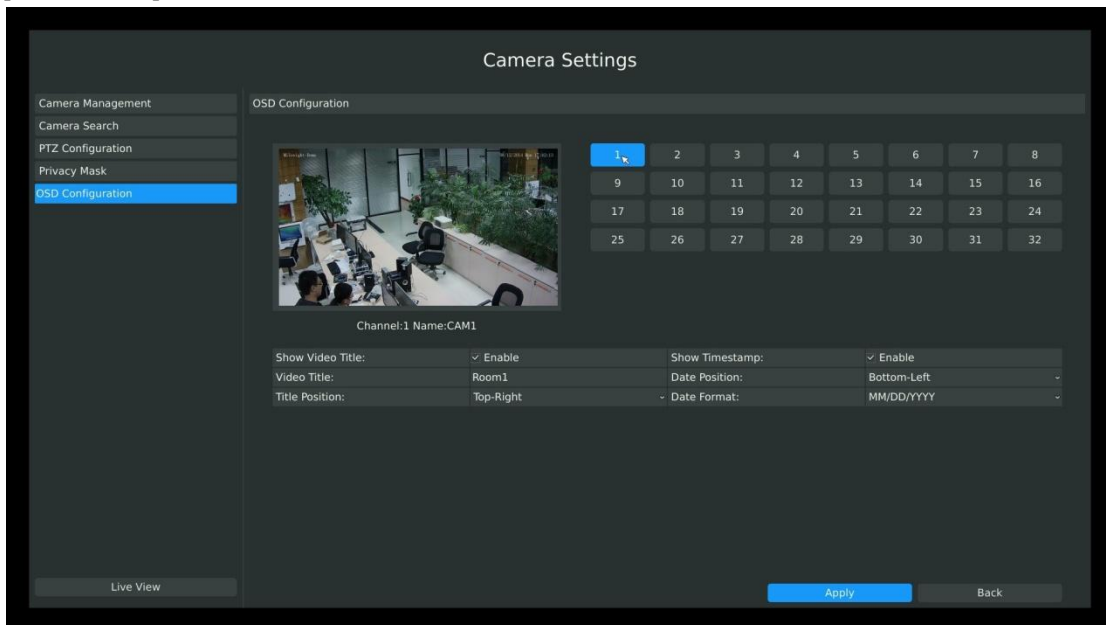 Camera Settings
Camera Management
Camera Search
PTZ Configuration
Privacy Mask
OSD Configuration
Live View
OSD Configuration
1 2 3 4 5 6 7 8
9 10 11 12 13 14 15 16
17 18 19 20 21 22 23 24
25 26 27 28 29 30 31 32
Channel:1 Name:CAM1
Show Video Title: Enable Show Timestamp: Enable
Video Title: Room1 Date Position: Bottom-Left
Title Position: Top-Right Date Format: MM/DD/YYYY
Apply Back